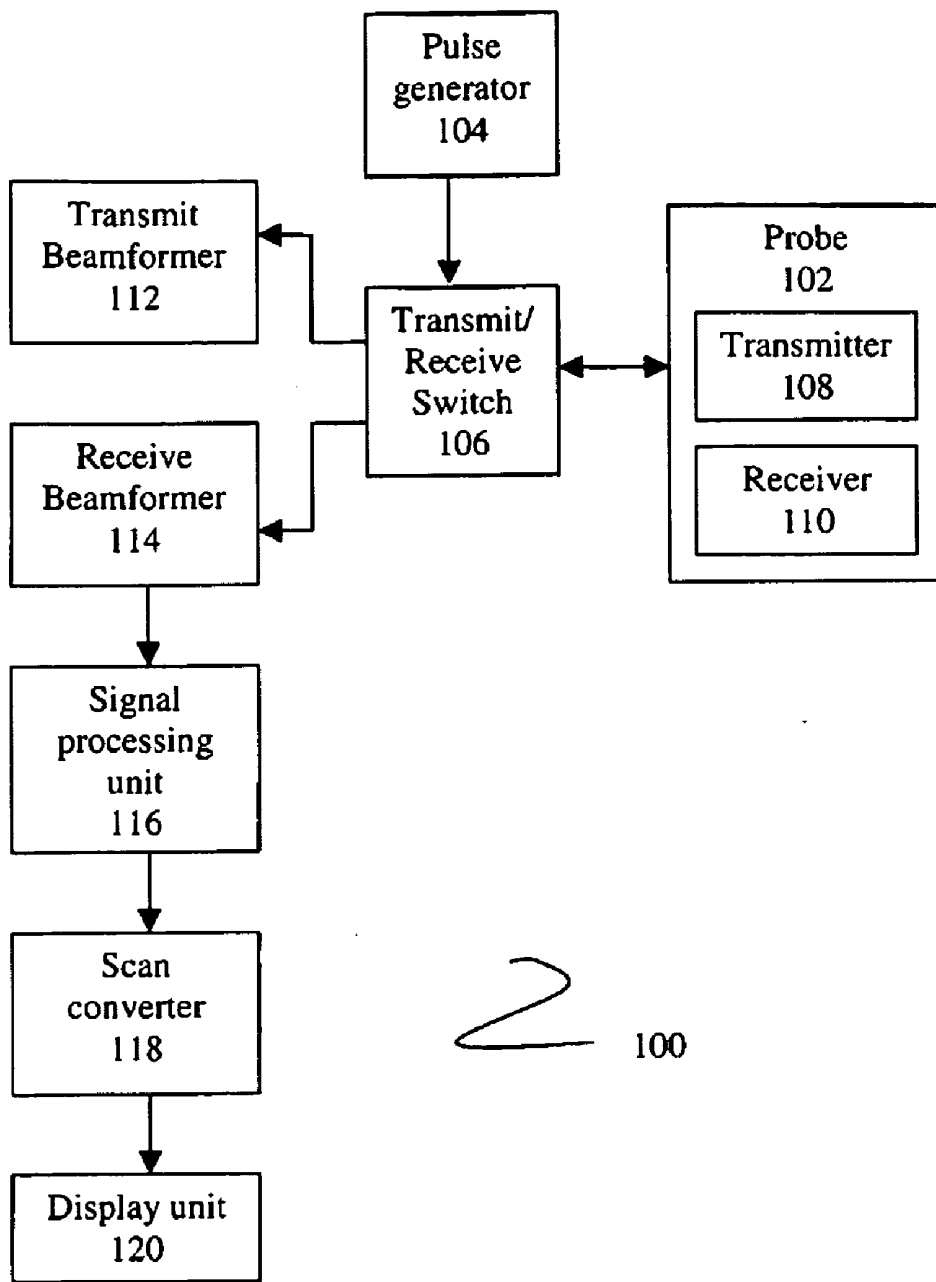 Pulse
generator
104
Transmit
Beamformer
112
Transmit/
Receive
Switch
106
Probe
102
Transmitter
108
Receiver
110
Receive
Beamformer
114
Signal
processing
unit
116
Scan
converter
118
100
Display unit
120